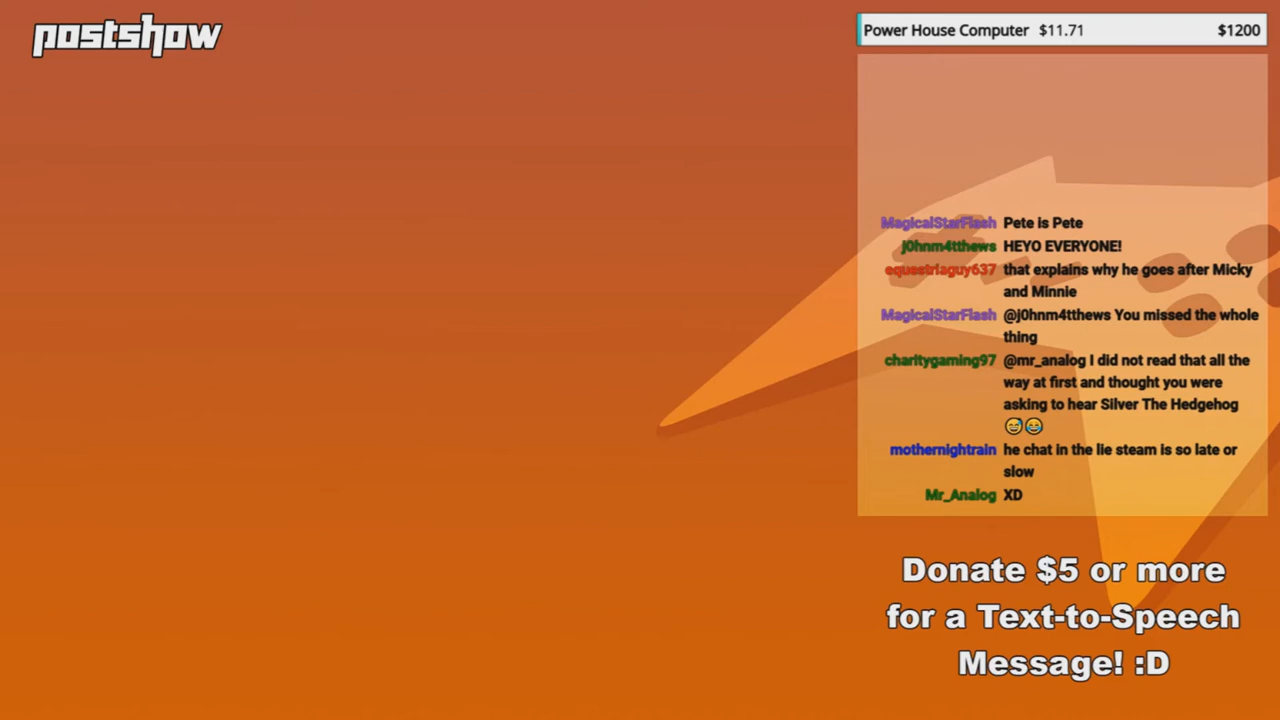 postshow
Power House Computer $11.71 $1200
MagicalStarFlash Pete is Pete
j0hnm4tthews HEYO EVERYONE!
equestriaguy637 that explains why he goes after Micky
and Minnie
MagicalStarFlash @j0hnm4tthews You missed the whole
thing
charitygaming97 @mr_analog I did not read that all the
way at first and thought you were
asking to hear Silver The Hedgehog
😅😂
mothernightrain he chat in the lie steam is so late or
slow
Mr_Analog XD
Donate $5 or more
for a Text-to-Speech
Message! :D